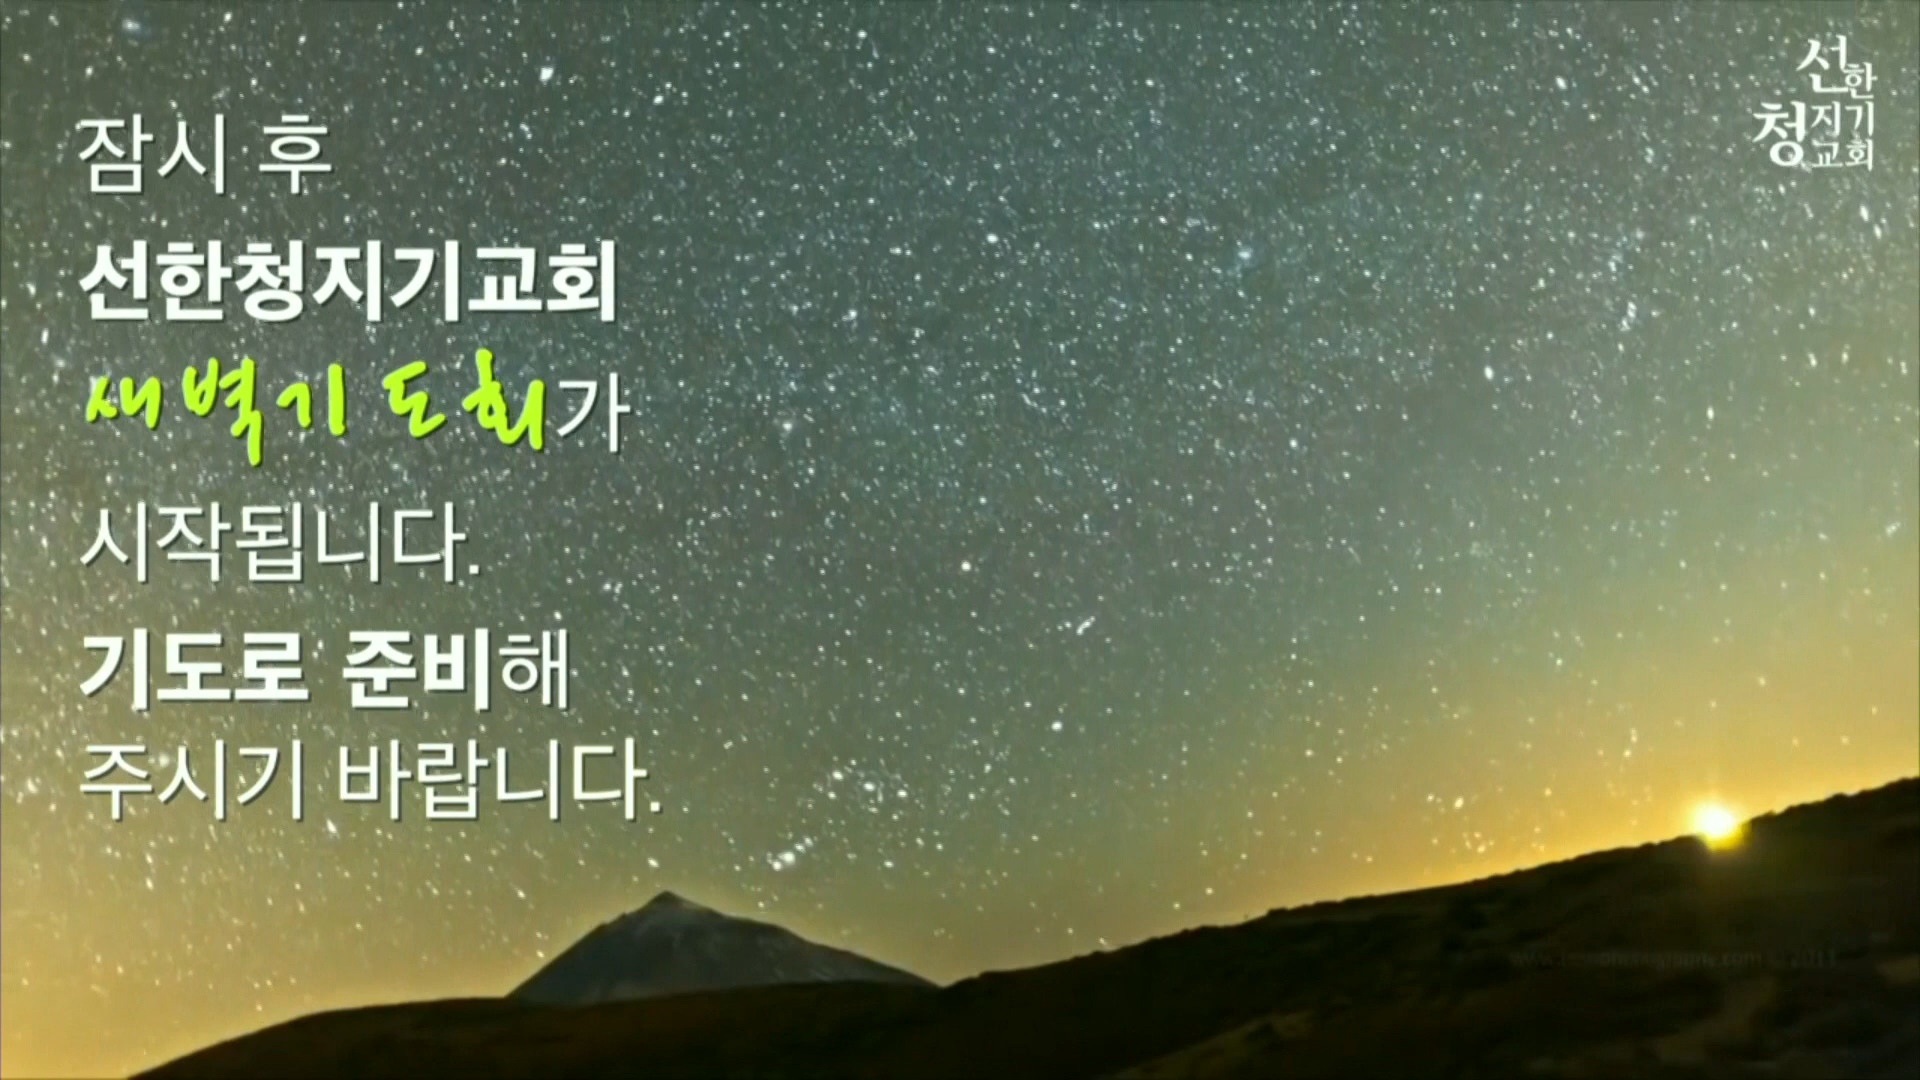 잠시 후
선한청지기교회
새벽기도회가
시작됩니다.
기도로 준비해
주시기 바랍니다.
선한
청지기
교회